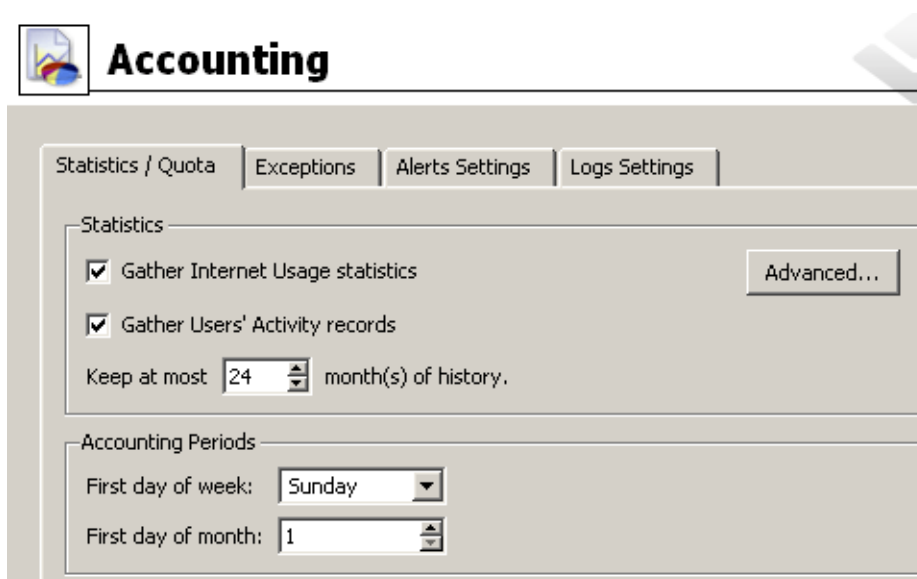 Accounting
Statistics / Quota Exceptions Alerts Settings Logs Settings
Statistics
Gather Internet Usage statistics Advanced...
Gather Users' Activity records
Keep at most 24 month(s) of history.
Accounting Periods
First day of week: Sunday
First day of month: 1